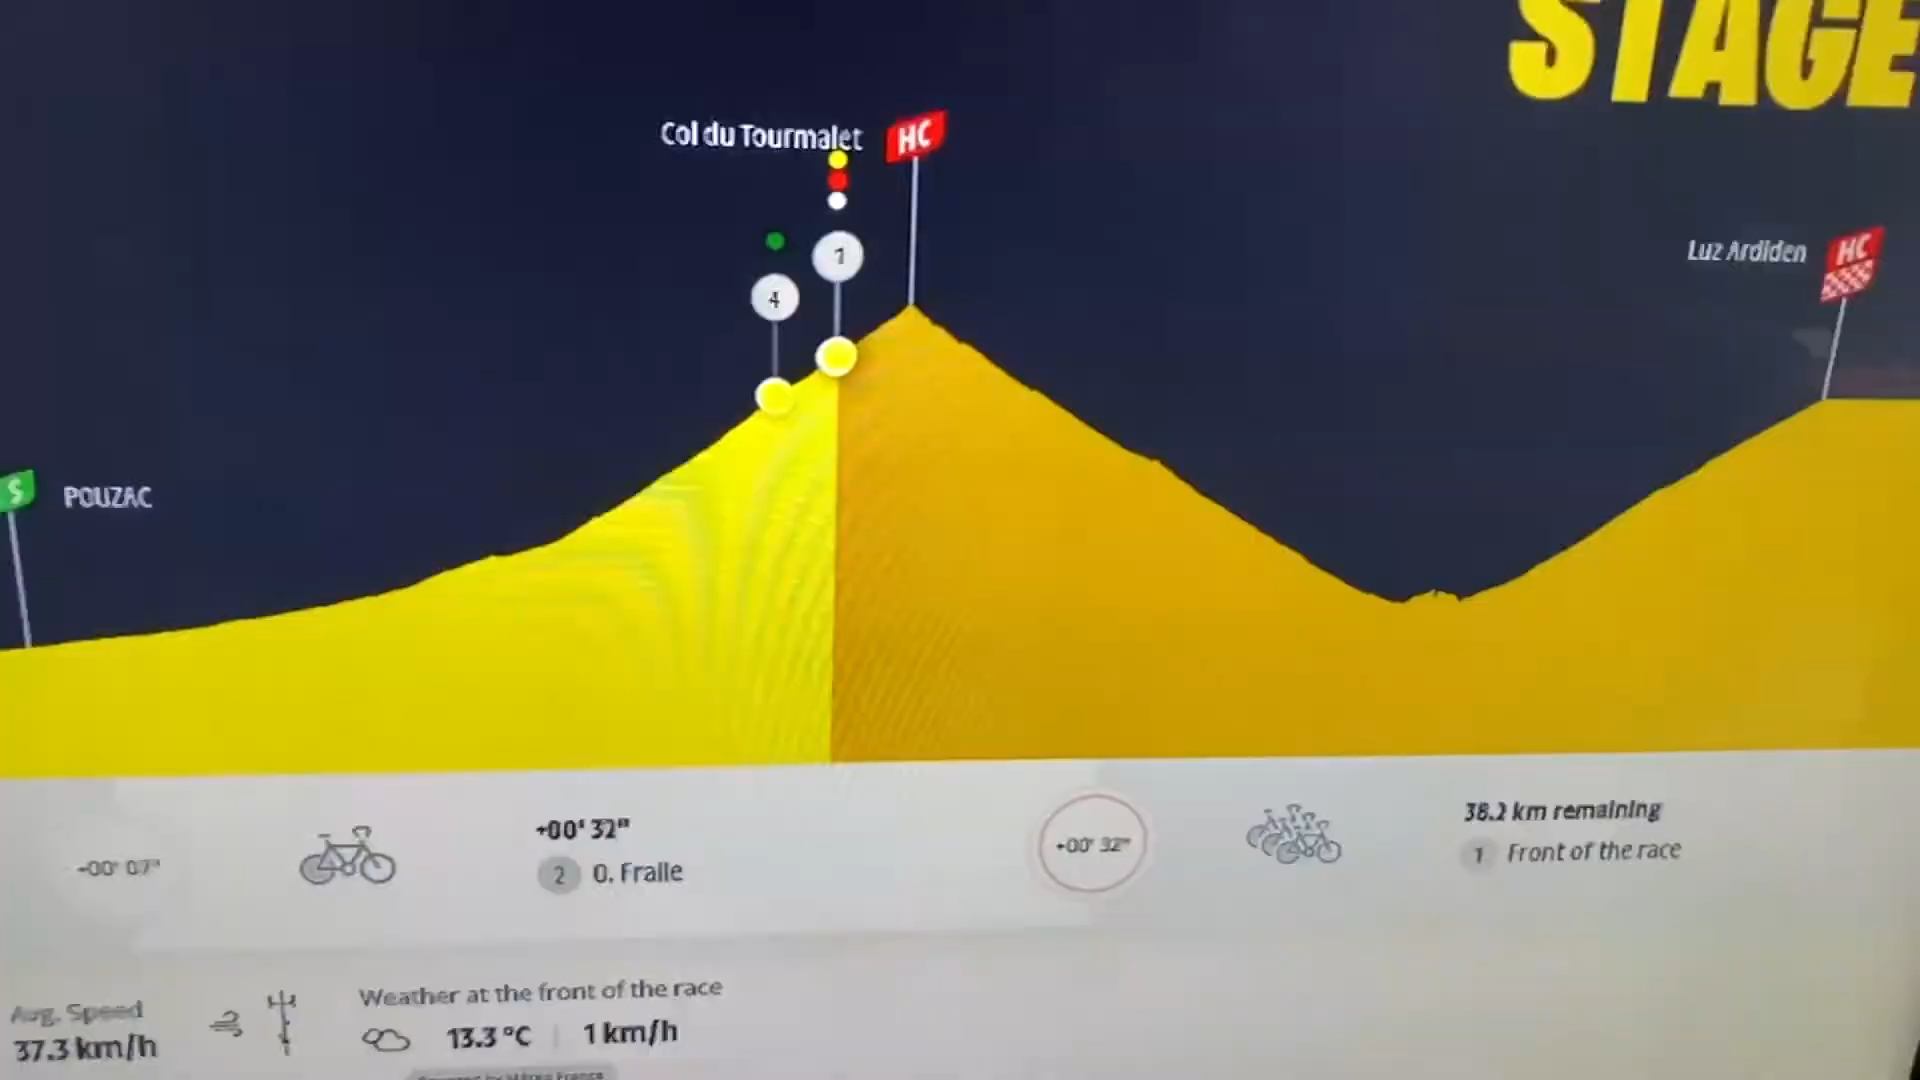 STAGE
Col du Tourmalet
HC
1
4
Luz Ardiden
HC
S
POUZAC
+00' 32"
+00' 07"
2 O. Fraile
+00' 32"
38.2 km remaining
1 Front of the race
Avg. Speed
37.3 km/h
Weather at the front of the race
13.3 °C | 1 km/h